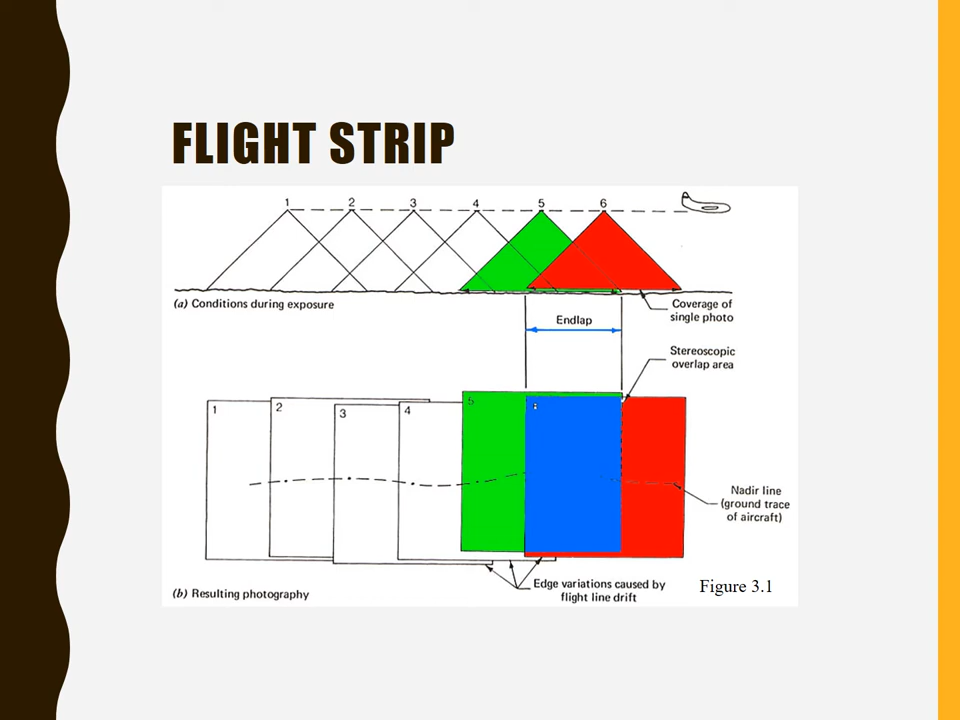 FLIGHT STRIP
1 2 3 4 5 6
(a) Conditions during exposure
Coverage of
single photo
Endlap
Stereoscopic
overlap area
1 2 3 4 5 6
Nadir line
(ground trace
of aircraft)
Edge variations caused by
flight line drift
(b) Resulting photography
Figure 3.1